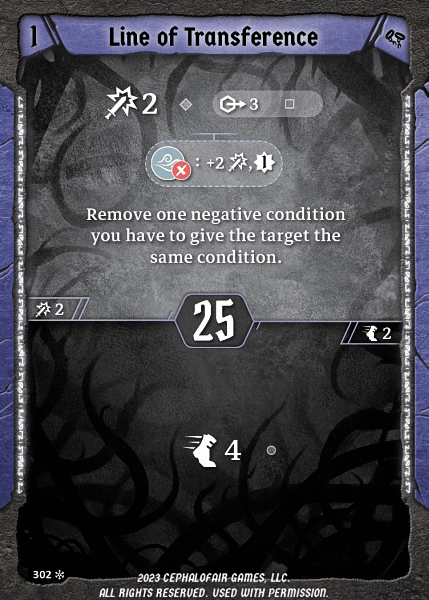 1 Line of Transference
2 3
: +2 , 1
Remove one negative condition
you have to give the target the
same condition.
2
25
2
4
302
2023 CEPHALOFAIR GAMES, LLC.
ALL RIGHTS RESERVED. USED WITH PERMISSION.